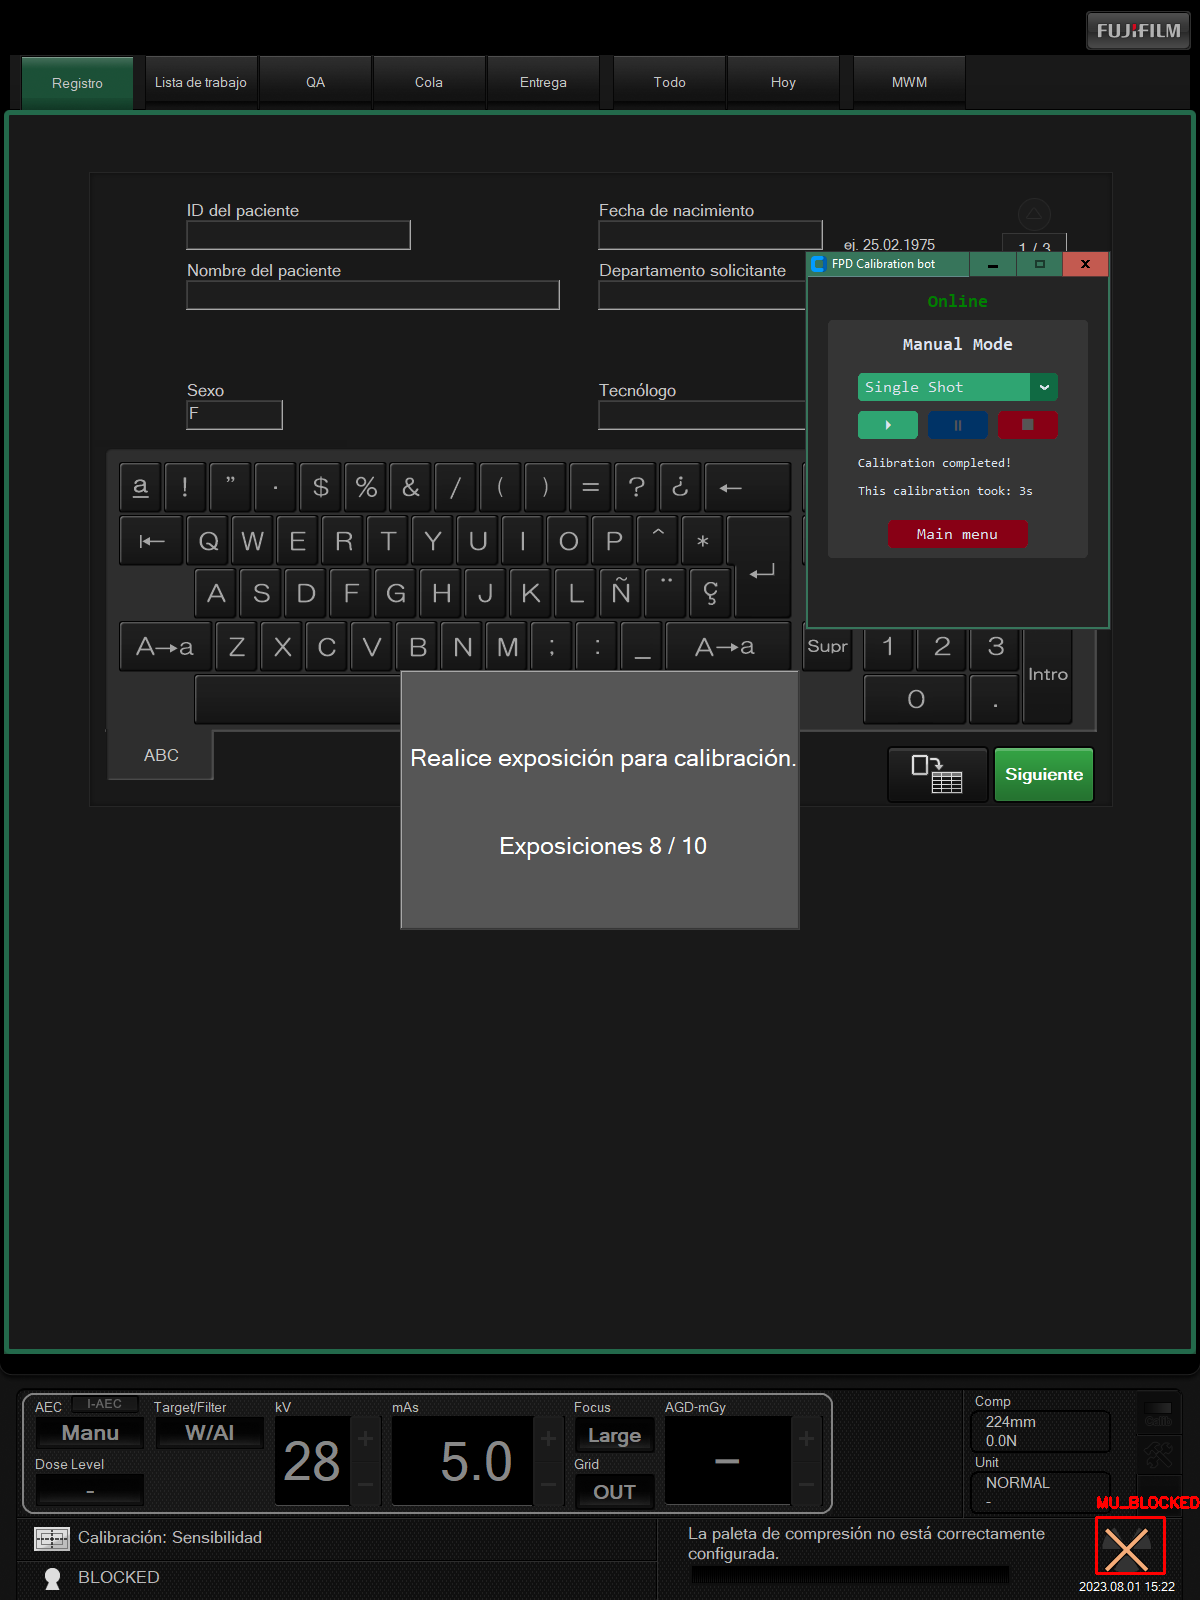 FUJIFILM
Registro
Lista de trabajo
QA
Cola
Entrega
Todo
Hoy
MWM
ID del paciente
Fecha de nacimiento
ej. 25.02.1975
1 / 3
Nombre del paciente
Departamento solicitante
Sexo
F
Tecnólogo
FPD Calibration bot
Online
Manual Mode
Single Shot
Calibration completed!
This calibration took: 3s
Main menu
a ! " · $ % & / ( ) = ? ¿ ←
Q W E R T Y U I O P ^ *
A S D F G H J K L Ñ ¨ ç
A→a Z X C V B N M ; : _ A→a
Supr 1 2 3
Intro
0 .
ABC
Siguiente
Realice exposición para calibración.
Exposiciones 8 / 10
AEC I-AEC
Manu
Target/Filter
W/Al
kV
28
mAs
5.0
Focus
Large
AGD-mGy
–
Dose Level
-
Grid
OUT
Comp
224mm
0.0N
Unit
NORMAL
-
MU_BLOCKED
Calibración: Sensibilidad
BLOCKED
La paleta de compresión no está correctamente
configurada.
2023.08.01 15:22